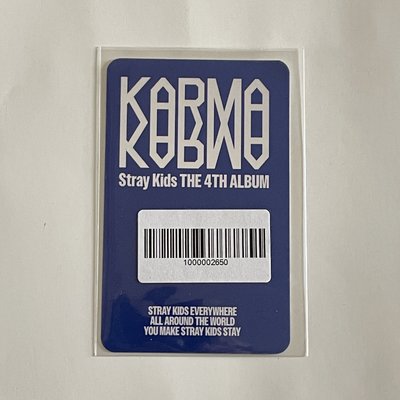 KARMA
KARMA
Stray Kids THE 4TH ALBUM
1000002650
STRAY KIDS EVERYWHERE
ALL AROUND THE WORLD
YOU MAKE STRAY KIDS STAY